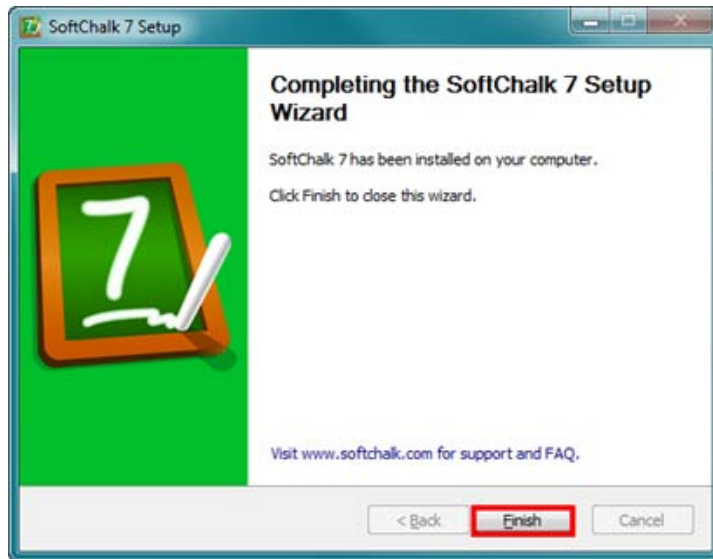 SoftChalk 7 Setup
Completing the SoftChalk 7 Setup
Wizard
SoftChalk 7 has been installed on your computer.
Click Finish to close this wizard.
7
Visit www.softchalk.com for support and FAQ.
< Back Finish Cancel